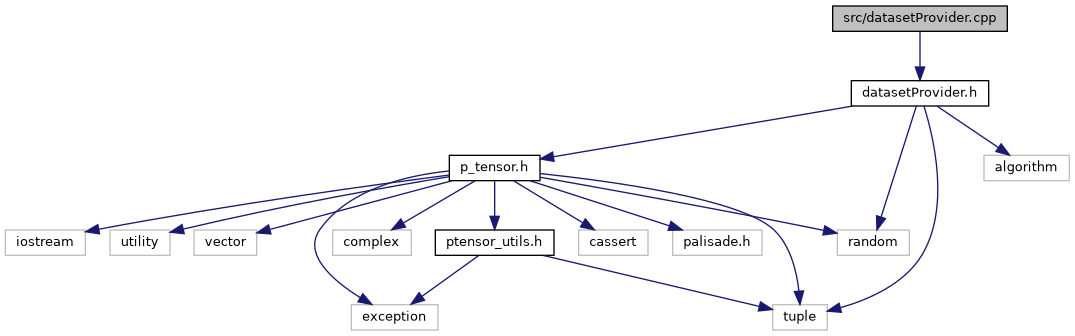 src/datasetProvider.cpp
datasetProvider.h
p_tensor.h
algorithm
iostream
utility
vector
complex
ptensor_utils.h
cassert
palisade.h
random
exception
tuple